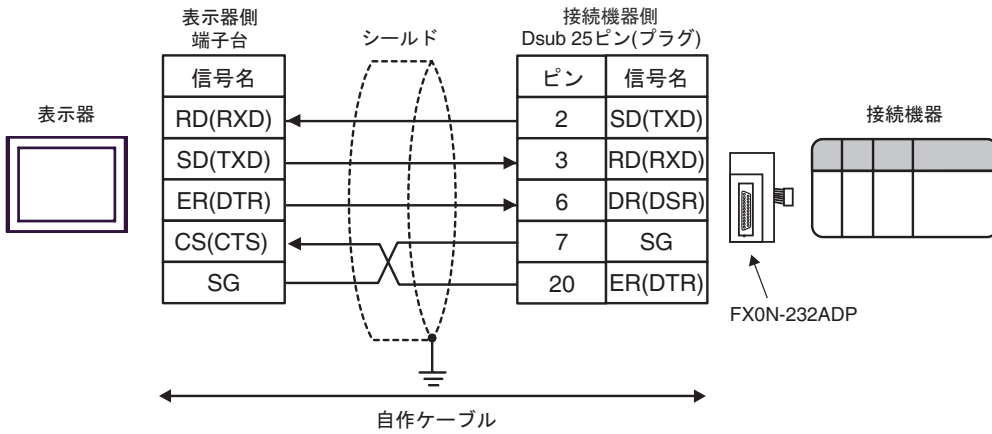 表示器側
端子台
シールド
接続機器側
Dsub 25ピン(プラグ)
信号名
ピン
信号名
表示器
接続機器
RD(RXD)
2
SD(TXD)
SD(TXD)
3
RD(RXD)
ER(DTR)
6
DR(DSR)
CS(CTS)
7
SG
SG
20
ER(DTR)
FX0N-232ADP
自作ケーブル